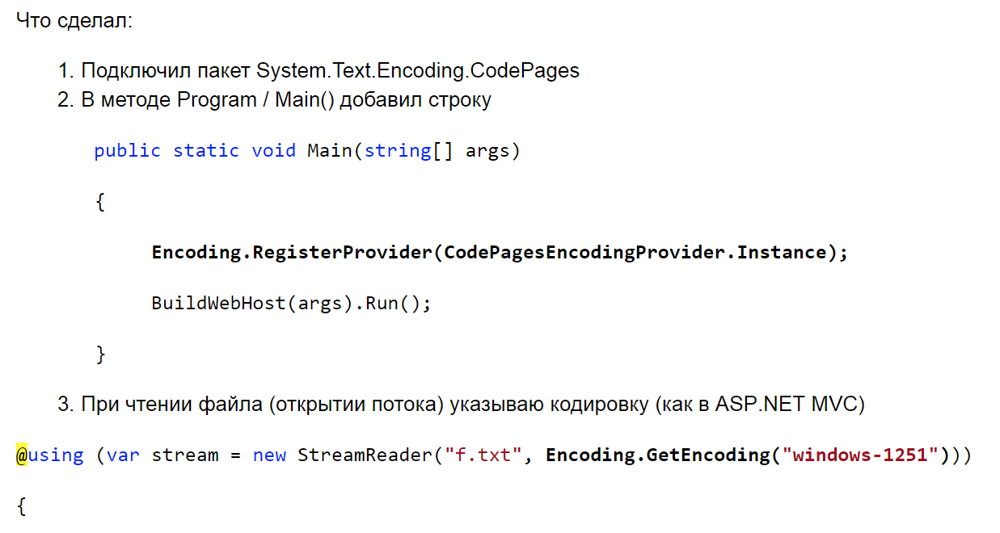 Что сделал:
1. Подключил пакет System.Text.Encoding.CodePages
2. В методе Program / Main() добавил строку
public static void Main(string[] args)
{
Encoding.RegisterProvider(CodePagesEncodingProvider.Instance);
BuildWebHost(args).Run();
}
3. При чтении файла (открытии потока) указываю кодировку (как в ASP.NET MVC)
@using (var stream = new StreamReader("f.txt", Encoding.GetEncoding("windows-1251")))
{